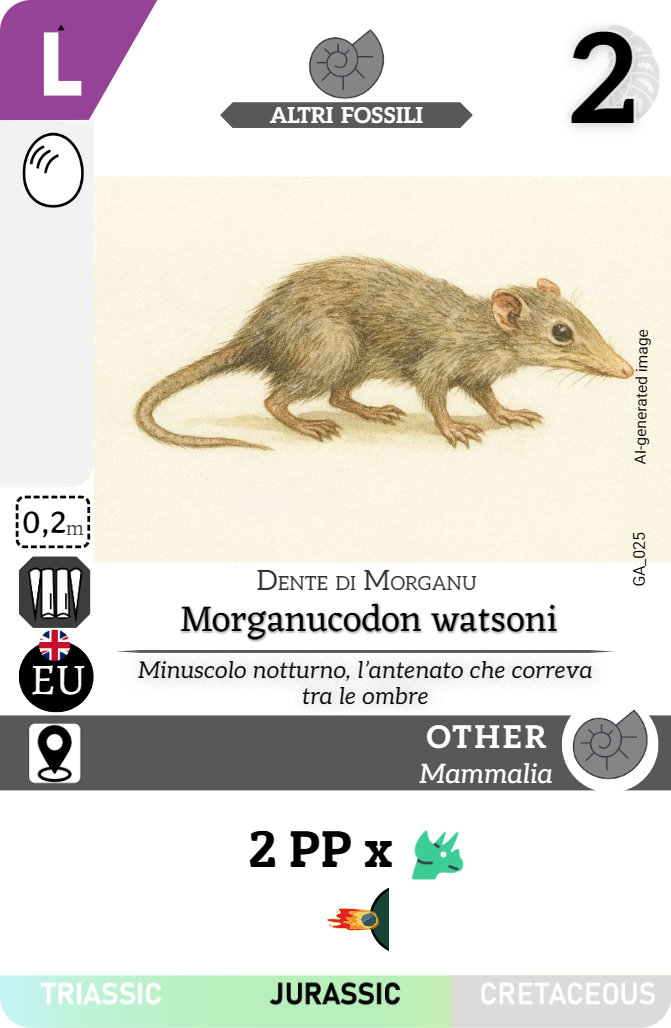 L
ALTRI FOSSILI
2
AI-generated image
GA_025
0,2m
EU
Dente di Morganu
Morganucodon watsoni
Minuscolo notturno, l’antenato che correva
tra le ombre
OTHER
Mammalia
2 PP x
TRIASSIC
JURASSIC
CRETACEOUS